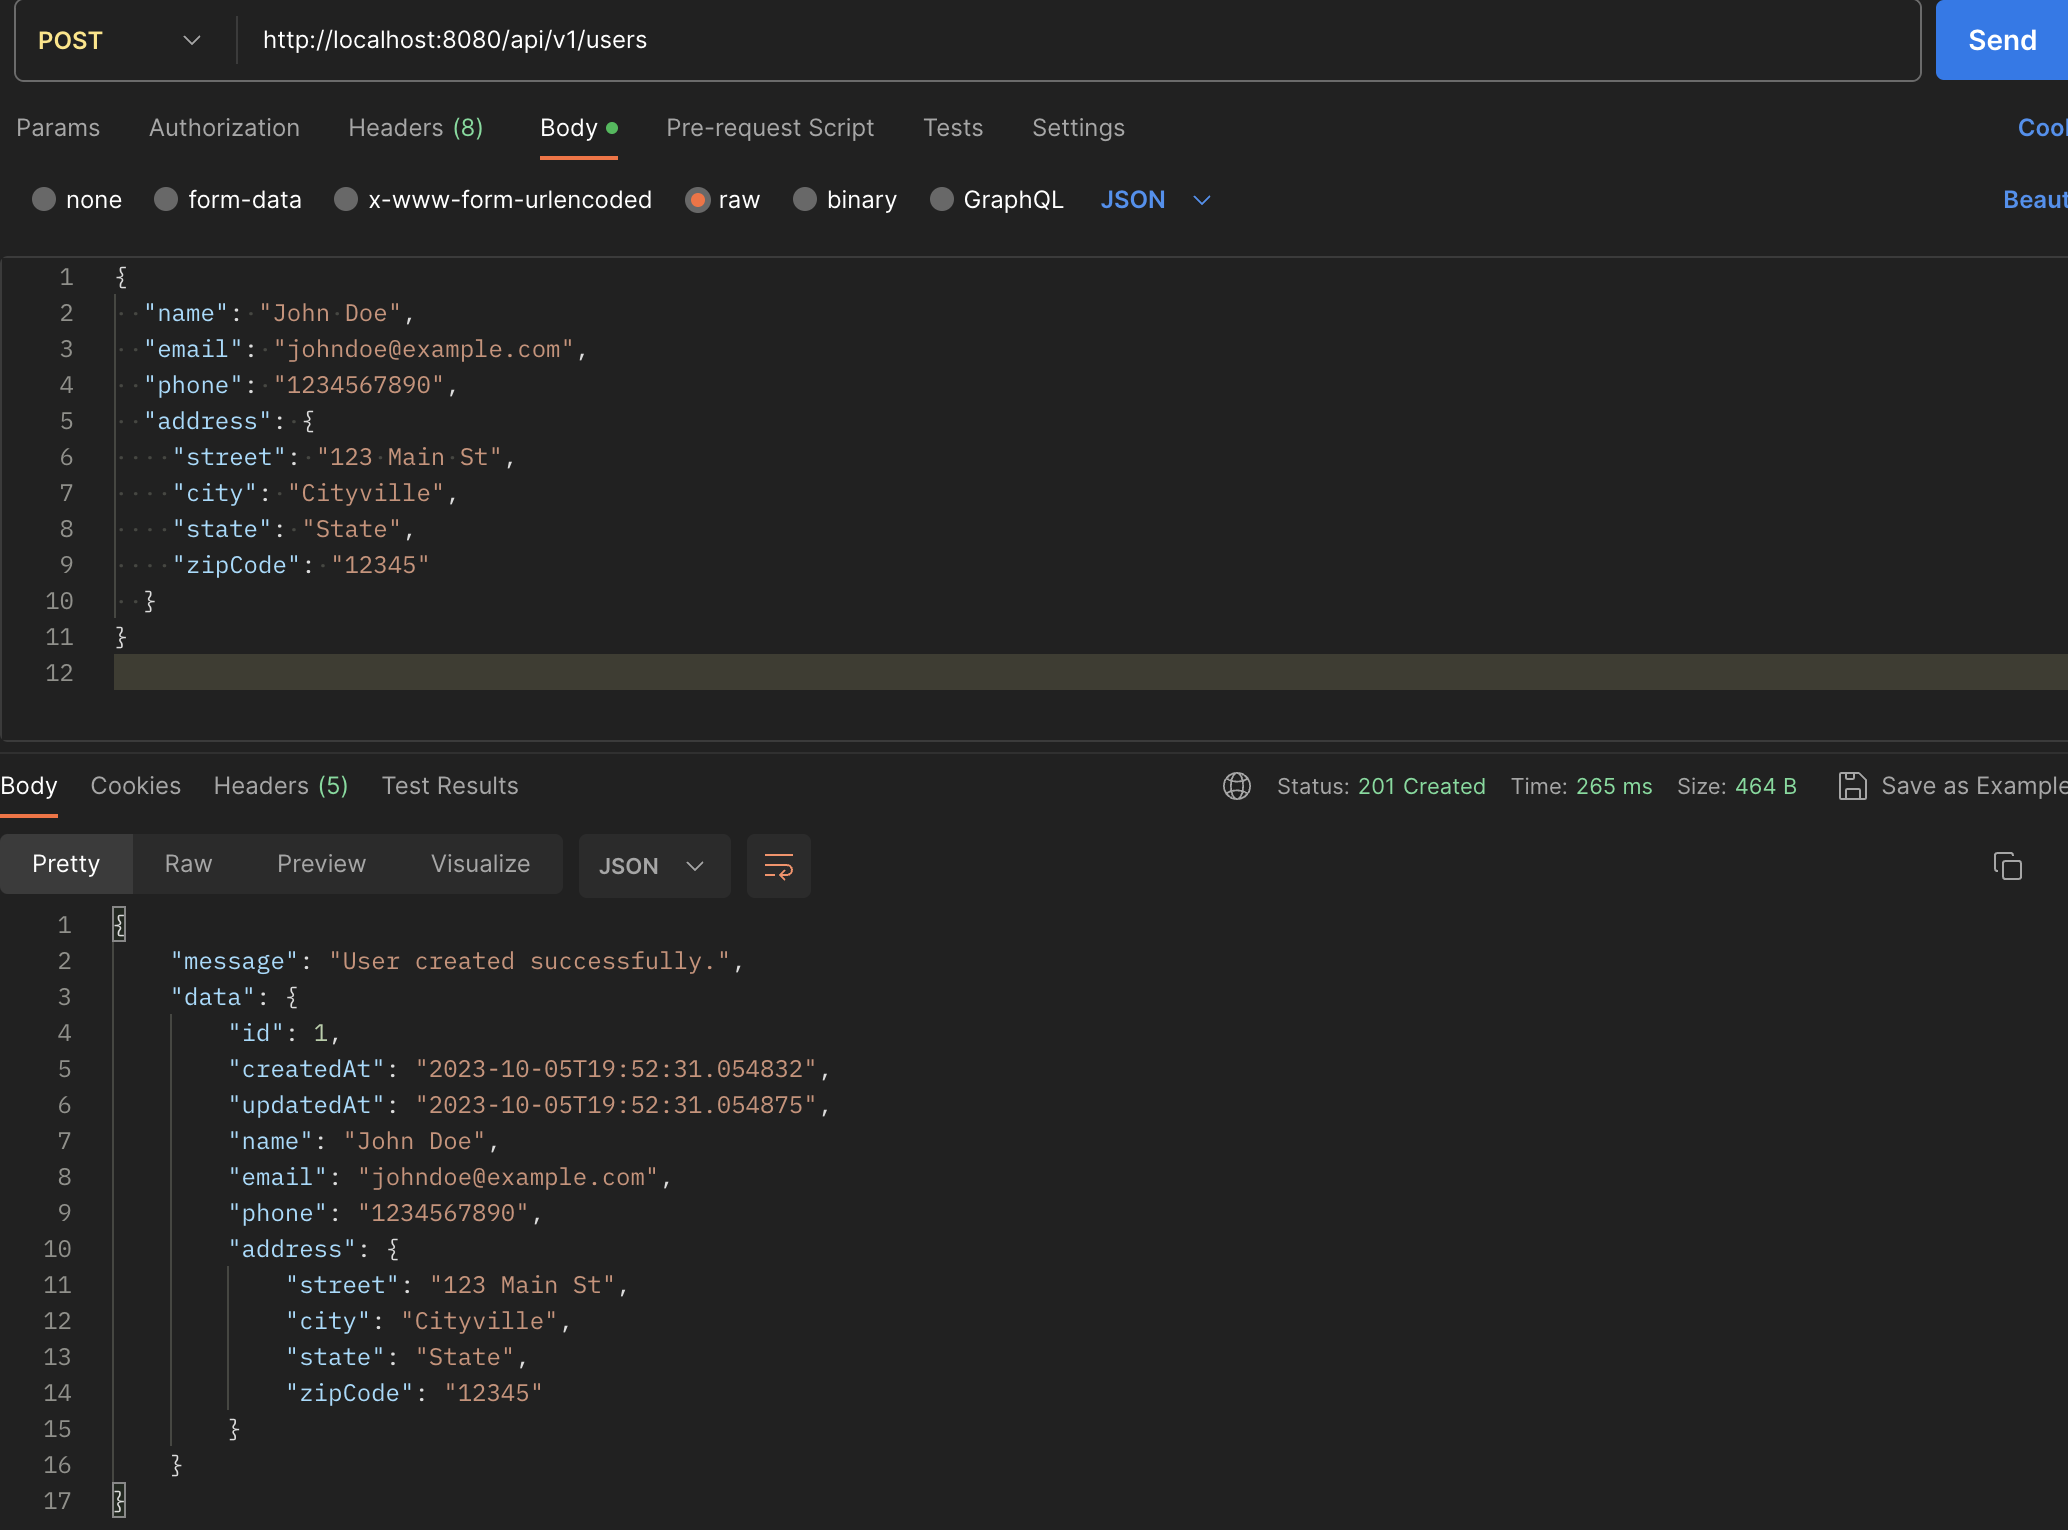 POST http://localhost:8080/api/v1/users Send
Params Authorization Headers (8) Body Pre-request Script Tests Settings
none form-data x-www-form-urlencoded raw binary GraphQL JSON
1 {
2 "name": "John Doe",
3 "email": "johndoe@example.com",
4 "phone": "1234567890",
5 "address": {
6 "street": "123 Main St",
7 "city": "Cityville",
8 "state": "State",
9 "zipCode": "12345"
10 }
11 }
12
Body Cookies Headers (5) Test Results Status: 201 Created Time: 265 ms Size: 464 B Save as Example
Pretty Raw Preview Visualize JSON
1 {
2 "message": "User created successfully.",
3 "data": {
4 "id": 1,
5 "createdAt": "2023-10-05T19:52:31.054832",
6 "updatedAt": "2023-10-05T19:52:31.054875",
7 "name": "John Doe",
8 "email": "johndoe@example.com",
9 "phone": "1234567890",
10 "address": {
11 "street": "123 Main St",
12 "city": "Cityville",
13 "state": "State",
14 "zipCode": "12345"
15 }
16 }
17 }